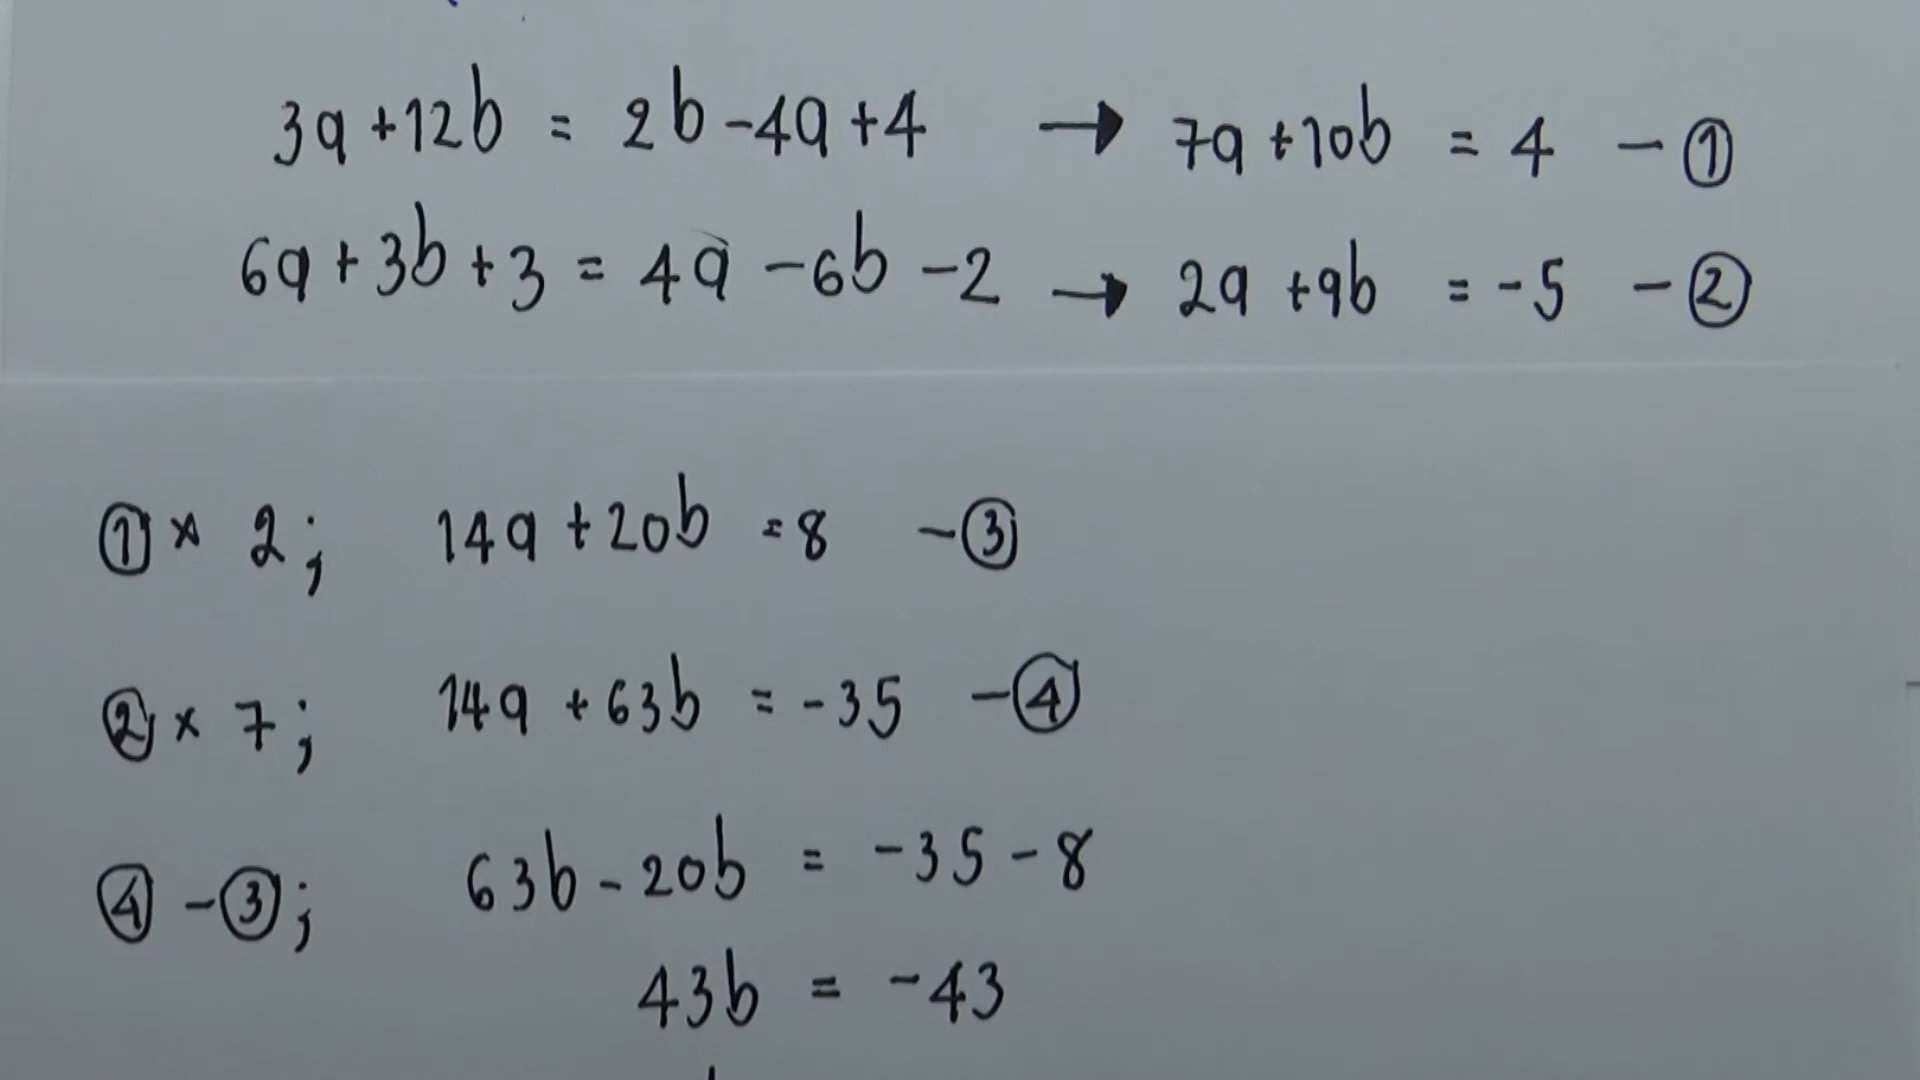 3a + 12b = 2b - 4a + 4 → 7a + 10b = 4 - ①
6a + 3b + 3 = 4a - 6b - 2 → 2a + 9b = -5 - ②
① × 2; 14a + 20b = 8 - ③
② × 7; 14a + 63b = -35 - ④
④ - ③; 63b - 20b = -35 - 8
43b = -43